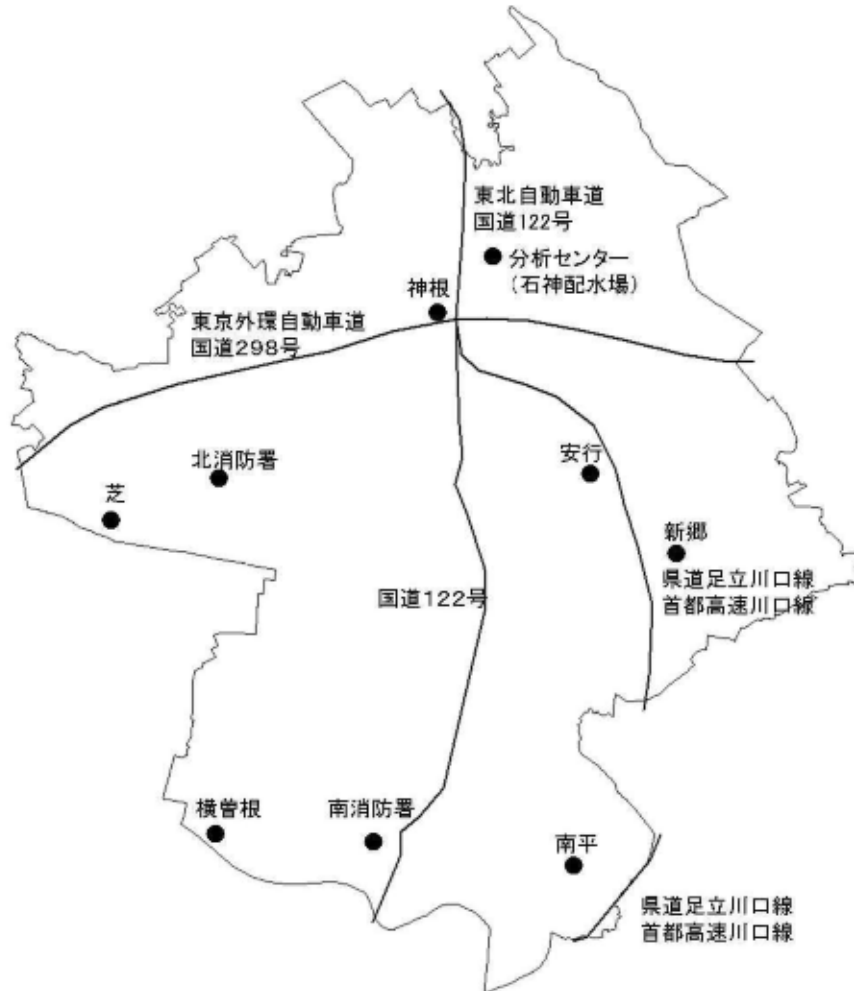 東北自動車道
国道122号
分析センター
(石神配水場)
神根
東京外環自動車道
国道298号
北消防署
安行
芝
新郷
県道足立川口線
首都高速川口線
国道122号
横曽根
南消防署
南平
県道足立川口線
首都高速川口線